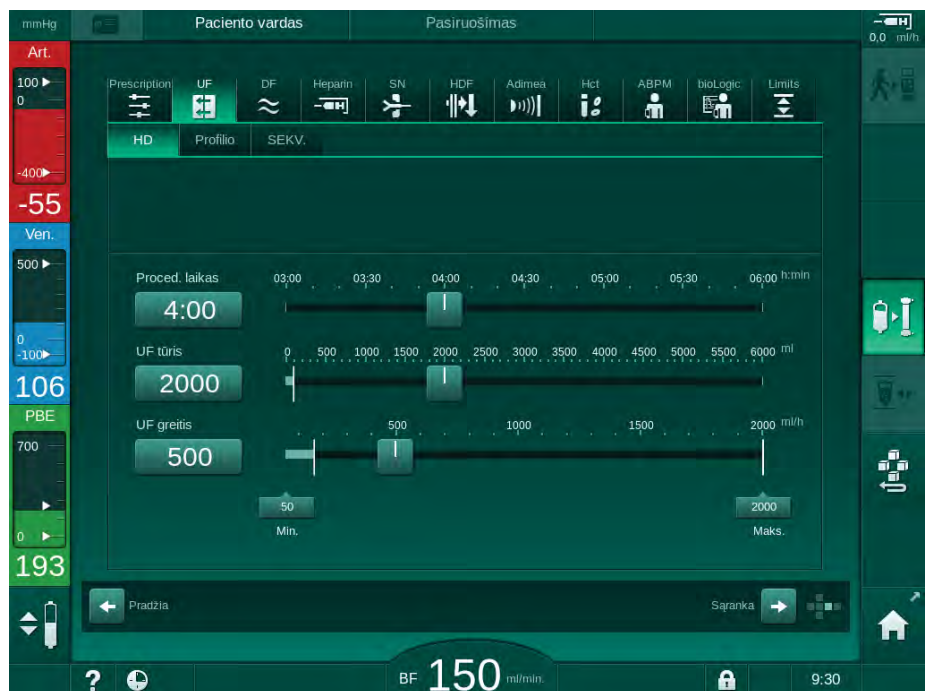 mmHg Paciento vardas Pasiruošimas
0,0 ml/h
Art.
100
0
-400
-55
Ven.
500
0
-100
106
PBE
700
0
193
Prescription UF DF Heparin SN HDF Adimea Hct ABPM bioLogic Limits
HD Profilio SEKV.
Proced. laikas 03:00 03:30 04:00 04:30 05:00 05:30 06:00 h:min
4:00
UF tūris 0 500 1000 1500 2000 2500 3000 3500 4000 4500 5000 5500 6000 ml
2000
UF greitis 500 1000 1500 2000 ml/h
500
50 2000
Min. Maks.
Pradžia Sąranka
? BF 150 ml/min. 9:30